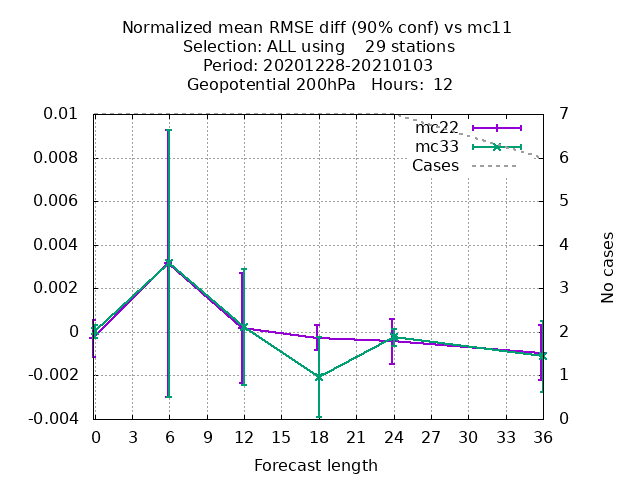 Normalized mean RMSE diff (90% conf) vs mc11
Selection: ALL using    29 stations
Period: 20201228-20210103
Geopotential 200hPa   Hours:  12
0.01
0.008
0.006
0.004
0.002
0
-0.002
-0.004
7
6
5
4
3
2
1
0
mc22
mc33
Cases
No cases
0 3 6 9 12 15 18 21 24 27 30 33 36
Forecast length